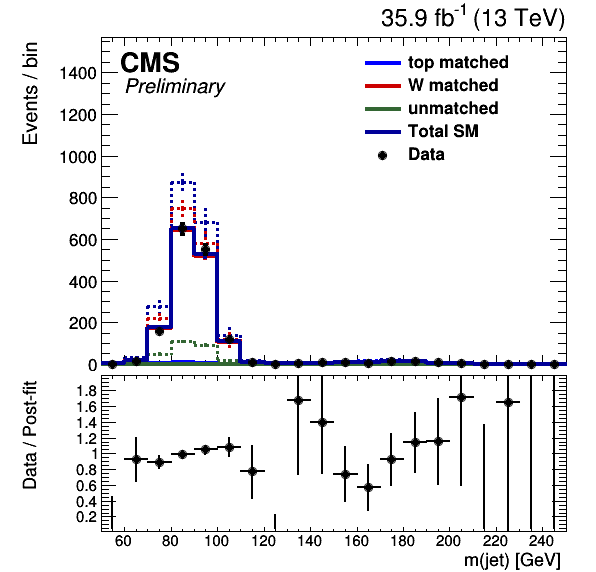 35.9 fb⁻¹ (13 TeV)
CMS
Preliminary
top matched
W matched
unmatched
Total SM
Data
Events / bin
1400
1200
1000
800
600
400
200
0
Data / Post-fit
1.8
1.6
1.4
1.2
1
0.8
0.6
0.4
0.2
60 80 100 120 140 160 180 200 220 240
m(jet) [GeV]